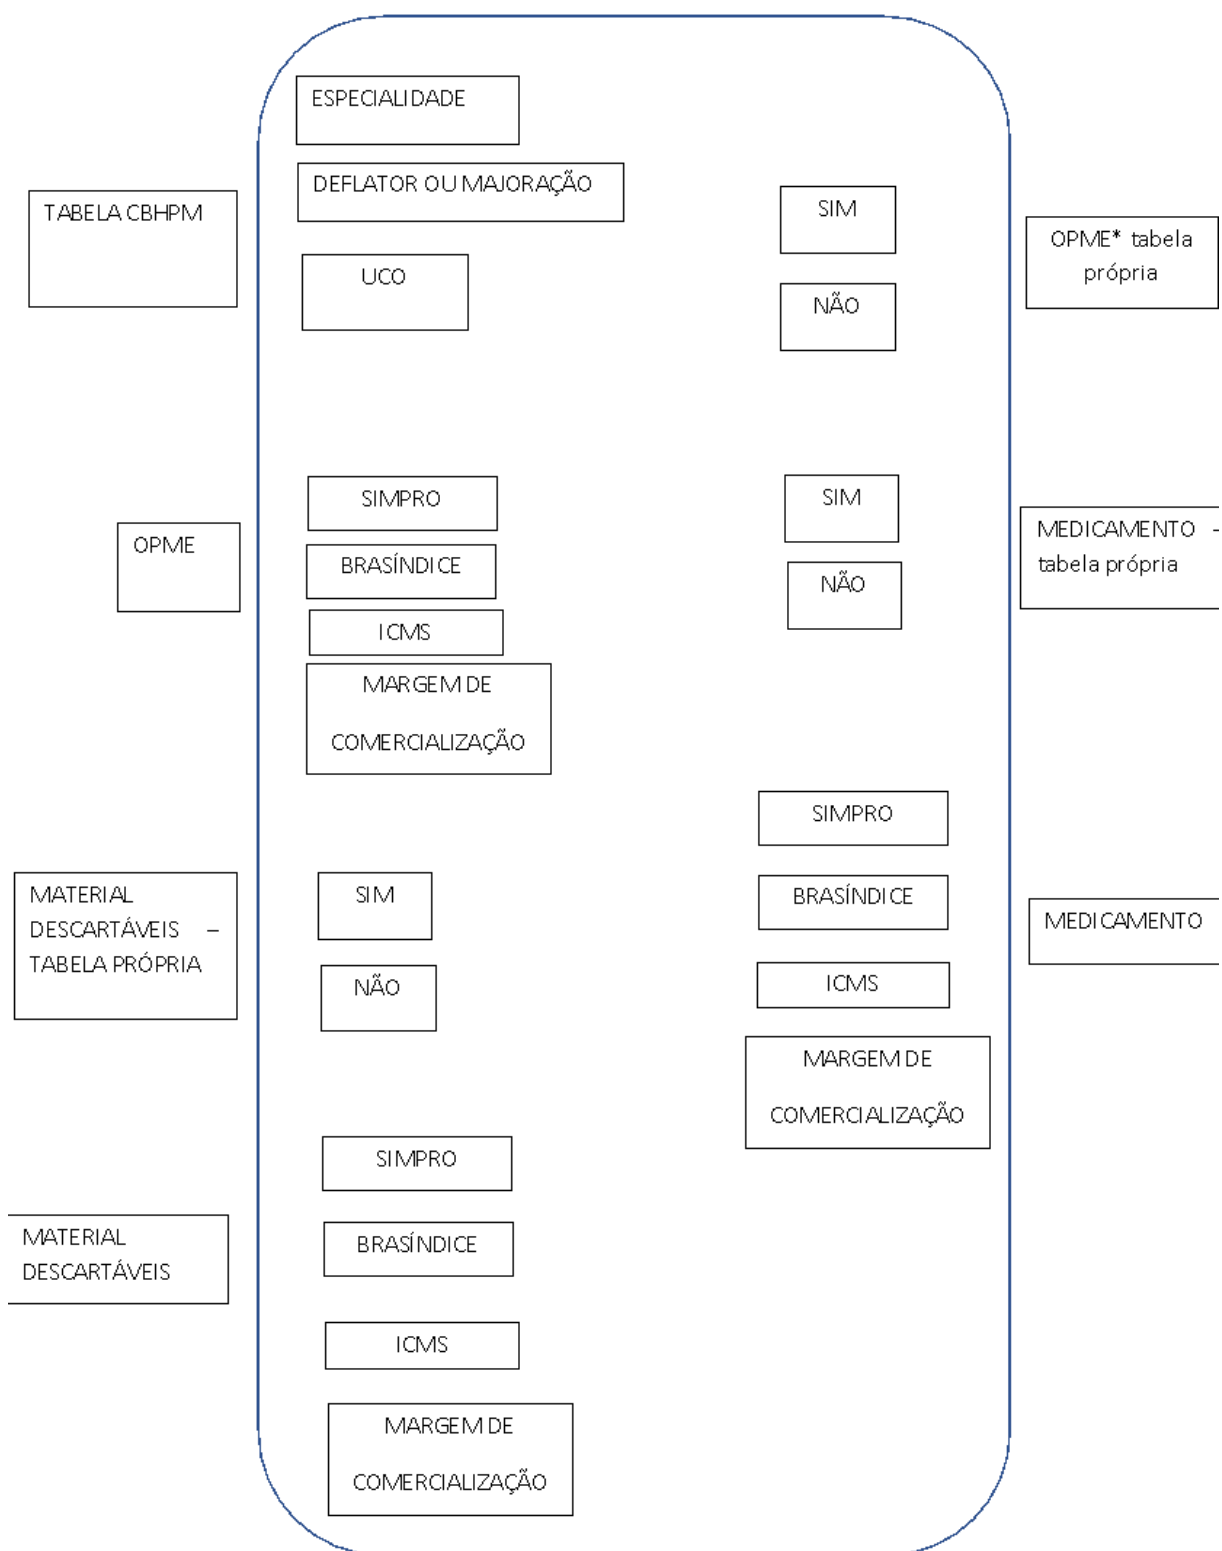 ESPECIALIDADE
DEFLATOR OU MAJORAÇÃO
TABELA CBHPM
UCO
SIM
NÃO
OPME* tabela
própria
OPME
SIMPRO
BRASÍNDICE
ICMS
MARGEM DE
COMERCIALIZAÇÃO
SIM
NÃO
MEDICAMENTO –
tabela própria
MATERIAL
DESCARTÁVEIS –
TABELA PRÓPRIA
SIM
NÃO
SIMPRO
BRASÍNDICE
ICMS
MARGEM DE
COMERCIALIZAÇÃO
MEDICAMENTO
MATERIAL
DESCARTÁVEIS
SIMPRO
BRASÍNDICE
ICMS
MARGEM DE
COMERCIALIZAÇÃO